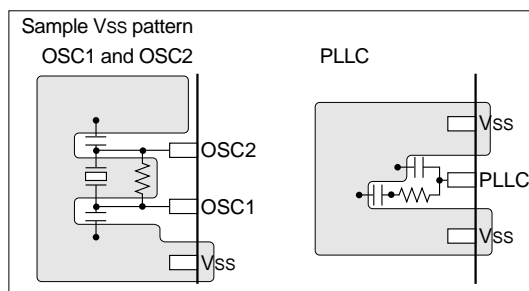 Sample VSS pattern
OSC1 and OSC2
PLLC
OSC2
OSC1
VSS
VSS
PLLC
VSS